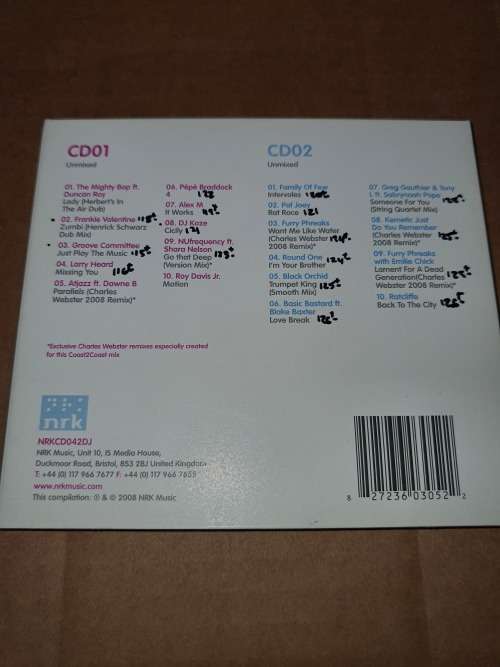 CD01
Unmixed
01. The Mighty Bop ft.
Duncan Roy
Lady (Herbert's In
The Air Dub)
02. Frankie Valentine
Zumbi (Henrick Schwarz
Dub Mix)
03. Groove Committee
Just Play The Music
04. Larry Heard
Missing You
05. Atjazz ft. Dawne B
Parallels (Charles
Webster 2008 Remix)*
06. Pépé Braddock
4 123
07. Alex M
It Works
08. DJ Kaze
Cicily 124
09. NUfrequency ft.
Shara Nelson
Go that Deep
(Version Mix)*
10. Roy Davis Jr.
Motion
*Exclusive Charles Webster remixes especially created
for this Coast2Coast mix
CD02
Unmixed
01. Family Of Few
Intervales
02. Pal Joey
Rat Race 121
03. Furry Phreaks
Want Me Like Water
(Charles Webster
2008 Remix)*
04. Round One
I'm Your Brother
05. Black Orchid
Trumpet King
(Smooth Mix)
06. Basic Bastard ft.
Blake Baxter
Love Break
07. Greg Gauthier & Tony
L ft. Sabrynaah Pope
Someone For You
(String Quartet Mix)
08. Kemetic Just
Do You Remember
(Charles Webster
2008 Remix)*
09. Furry Phreaks
with Emilie Chick
Lament For A Dead
Generation(Charles
Webster 2008 Remix)*
10. Ratcliffe
Back To The City
nrk
NRKCD042DJ
NRK Music, Unit 10, IS Media House,
Duckmoor Road, Bristol, BS3 2BJ United Kingdom
T: +44 (0) 117 966 7677 F: +44 (0) 117 966 7655
www.nrkmusic.com
This compilation: ℗ & © 2008 NRK Music
8 27236 03052 2